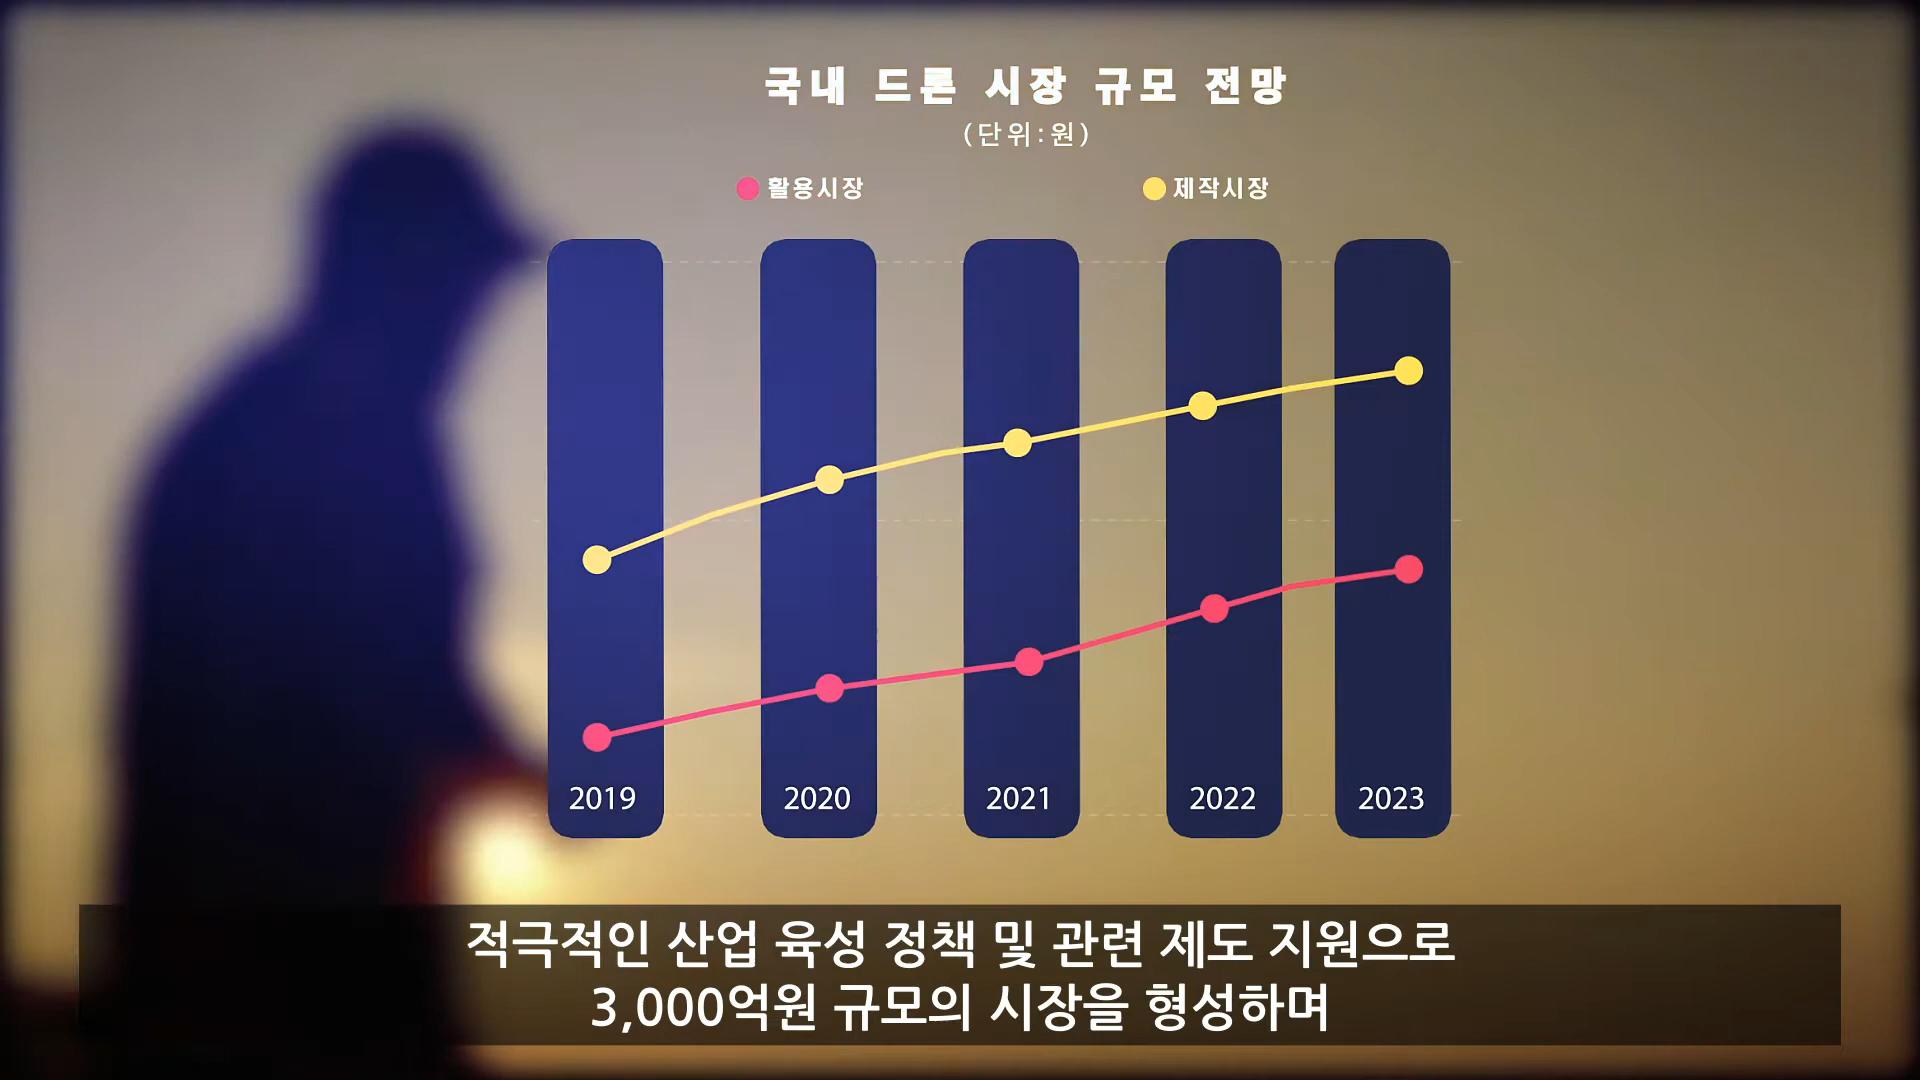 국내 드론 시장 규모 전망
(단위:원)
활용시장 제작시장
2019 2020 2021 2022 2023
적극적인 산업 육성 정책 및 관련 제도 지원으로
3,000억원 규모의 시장을 형성하며